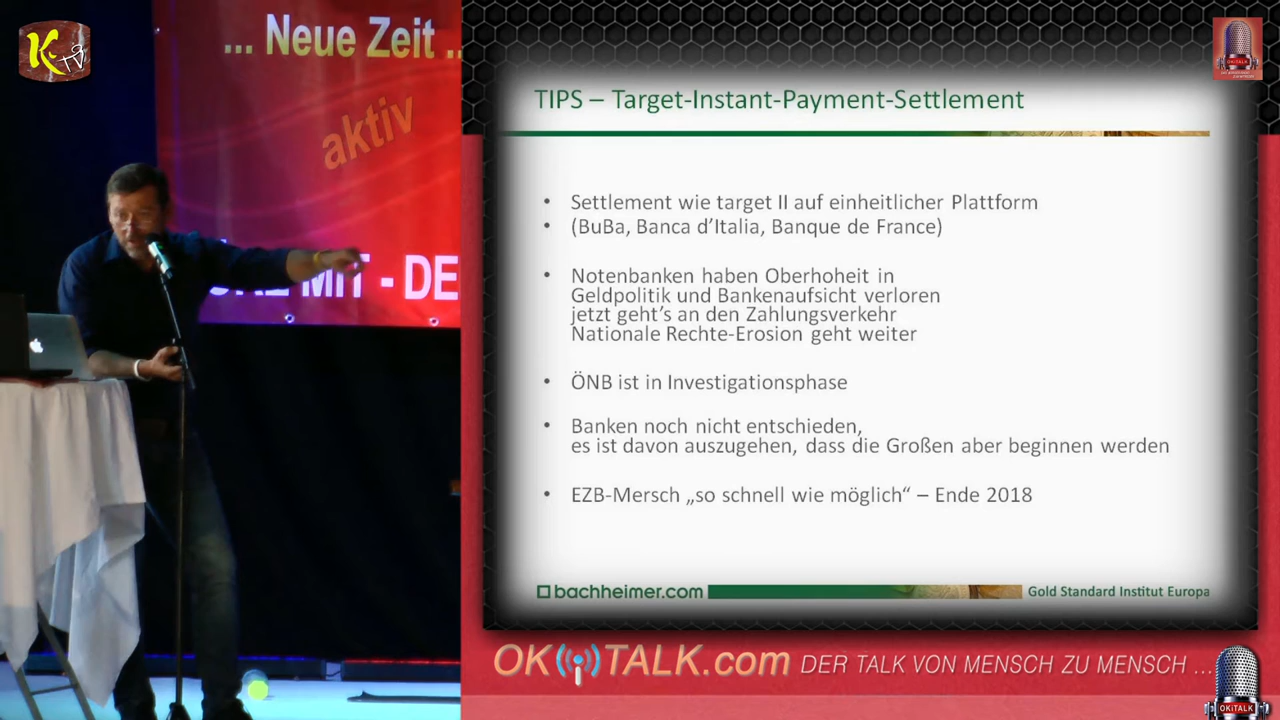 K-TV
... Neue Zeit ..
aktiv
MIT - DE
TIPS – Target-Instant-Payment-Settlement
• Settlement wie target II auf einheitlicher Plattform
• (BuBa, Banca d’Italia, Banque de France)
• Notenbanken haben Oberhoheit in
Geldpolitik und Bankenaufsicht verloren
jetzt geht’s an den Zahlungsverkehr
Nationale Rechte-Erosion geht weiter
• ÖNB ist in Investigationsphase
• Banken noch nicht entschieden,
es ist davon auszugehen, dass die Großen aber beginnen werden
• EZB-Mersch „so schnell wie möglich“ – Ende 2018
bachheimer.com
Gold Standard Institut Europa
OKiTALK.com DER TALK VON MENSCH ZU MENSCH ...
OKiTALK
OKiTALK